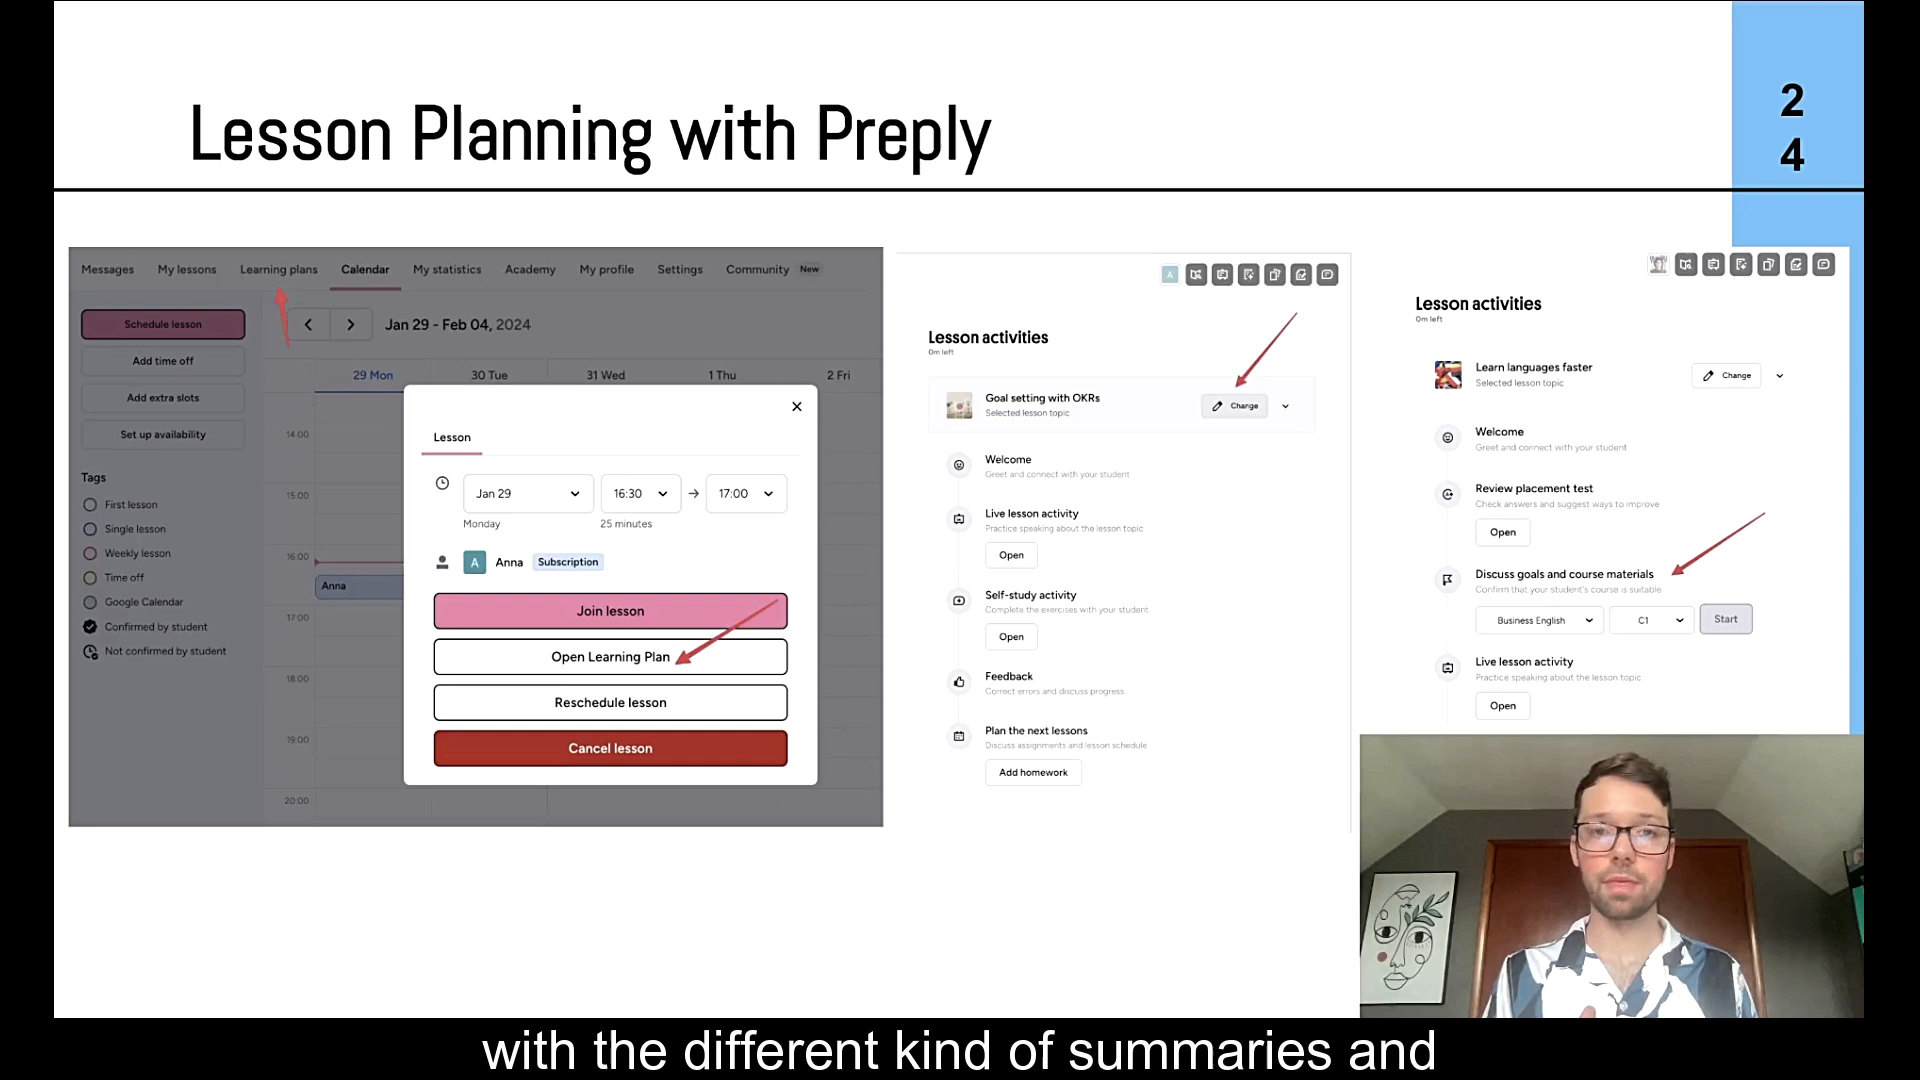 Lesson Planning with Preply
2
4
Messages My lessons Learning plans Calendar My statistics Academy My profile Settings Community New
Schedule lesson
Add time off
Add extra slots
Set up availability
Tags
First lesson
Single lesson
Weekly lesson
Time off
Google Calendar
Confirmed by student
Not confirmed by student
Jan 29 - Feb 04, 2024
29 Mon 30 Tue 31 Wed 1 Thu 2 Fri
14:00
15:00
16:00
Anna
17:00
18:00
19:00
20:00
Lesson
Jan 29 16:30 → 17:00
Monday 25 minutes
A Anna Subscription
Join lesson
Open Learning Plan
Reschedule lesson
Cancel lesson
A
Lesson activities
0m left
Goal setting with OKRs
Selected lesson topic
Change
Welcome
Greet and connect with your student
Live lesson activity
Practice speaking about the lesson topic
Open
Self-study activity
Complete the exercises with your student
Open
Feedback
Correct errors and discuss progress
Plan the next lessons
Discuss assignments and lesson schedule
Add homework
Lesson activities
0m left
Learn languages faster
Selected lesson topic
Change
Welcome
Greet and connect with your student
Review placement test
Check answers and suggest ways to improve
Open
Discuss goals and course materials
Confirm that your student's course is suitable
Business English C1 Start
Live lesson activity
Practice speaking about the lesson topic
Open
with the different kind of summaries and